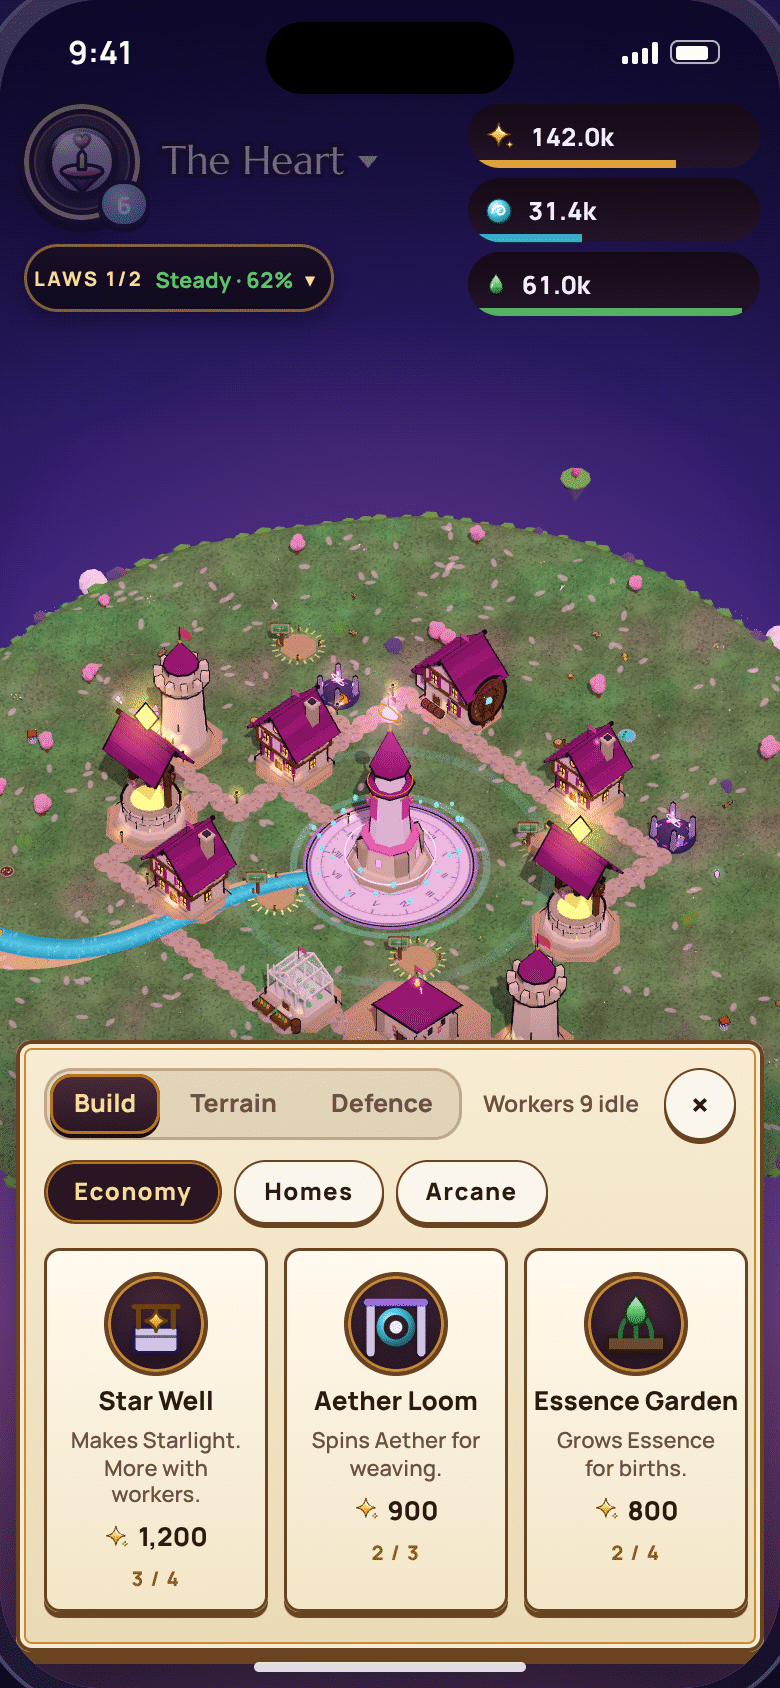 9:41
The Heart
6
142.0k
31.4k
61.0k
LAWS 1/2 Steady · 62% ▾
Build Terrain Defence Workers 9 idle ×
Economy Homes Arcane
Star Well
Makes Starlight.
More with
workers.
1,200
3 / 4
Aether Loom
Spins Aether for
weaving.
900
2 / 3
Essence Garden
Grows Essence
for births.
800
2 / 4